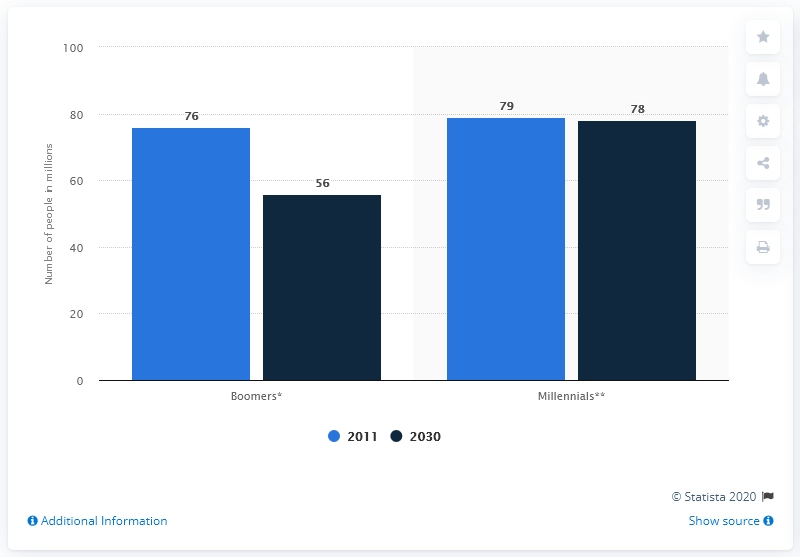 100
80
60
40
20
0
Number of people in millions
76
56
79
78
Boomers*
Millennials**
2011
2030
© Statista 2020
Additional Information
Show source